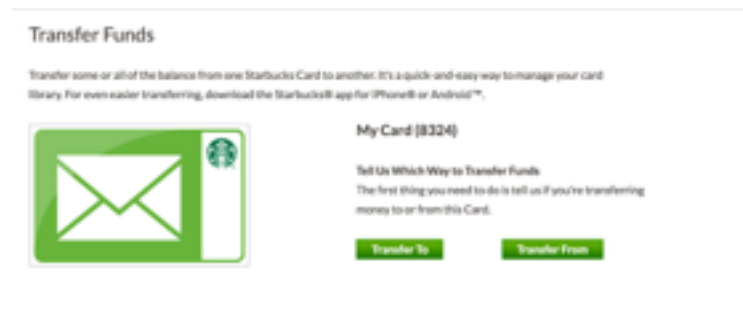 Transfer Funds
Transfer some or all of the balance from one Starbucks Card to another. It's a quick-and-easy way to manage your card
library. For even easier transferring, download the Starbucks® app for iPhone® or Android™.
My Card (8324)
Tell Us Which Way to Transfer Funds
The first thing you need to do is tell us if you're transferring
money to or from this Card.
Transfer To
Transfer From